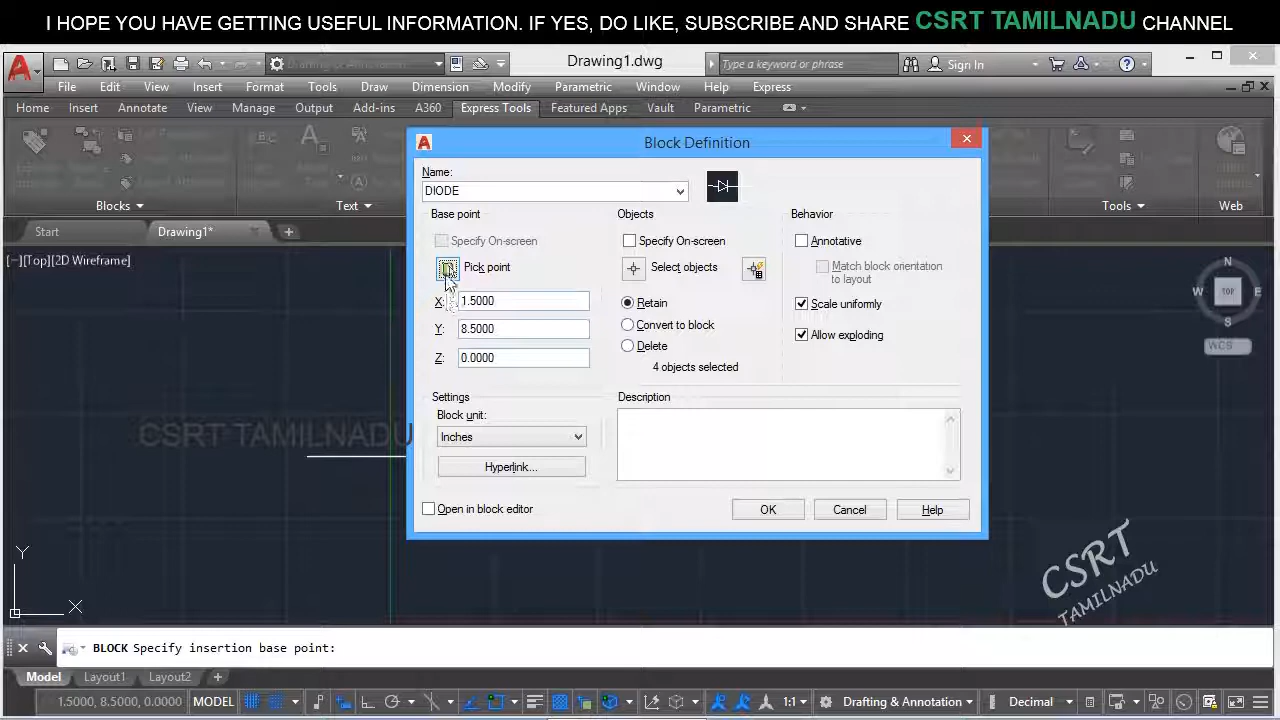 I HOPE YOU HAVE GETTING USEFUL INFORMATION. IF YES, DO LIKE, SUBSCRIBE AND SHARE CSRT TAMILNADU CHANNEL
Drafting & Annotation
Drawing1.dwg
Type a keyword or phrase
Sign In
File Edit View Insert Format Tools Draw Dimension Modify Parametric Window Help Express
Home Insert Annotate View Manage Output Add-ins A360 Express Tools Featured Apps Vault Parametric
Blocks Text Tools Web
Start Drawing1*
[−][Top][2D Wireframe]
Block Definition
Name:
DIODE
Base point
Specify On-screen
Pick point
X: 1.5000
Y: 8.5000
Z: 0.0000
Objects
Specify On-screen
Select objects
Retain
Convert to block
Delete
4 objects selected
Behavior
Annotative
Match block orientation
to layout
Scale uniformly
Allow exploding
Settings
Block unit:
Inches
Hyperlink...
Description
Open in block editor
OK Cancel Help
N
W TOP E
S
WCS
CSRT TAMILNADU
CSRT
TAMILNADU
Y
X
BLOCK Specify insertion base point:
Model Layout1 Layout2 +
1.5000, 8.5000, 0.0000 MODEL 1:1 Drafting & Annotation Decimal